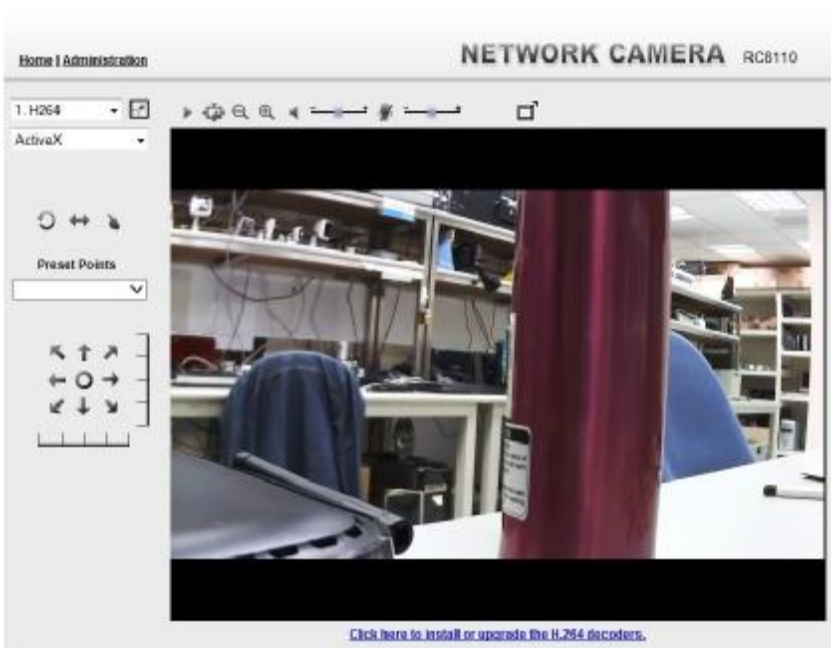 Home | Administration
NETWORK CAMERA RC8110
1. H264
ActiveX
Preset Points
Click here to install or upgrade the H.264 decoders.